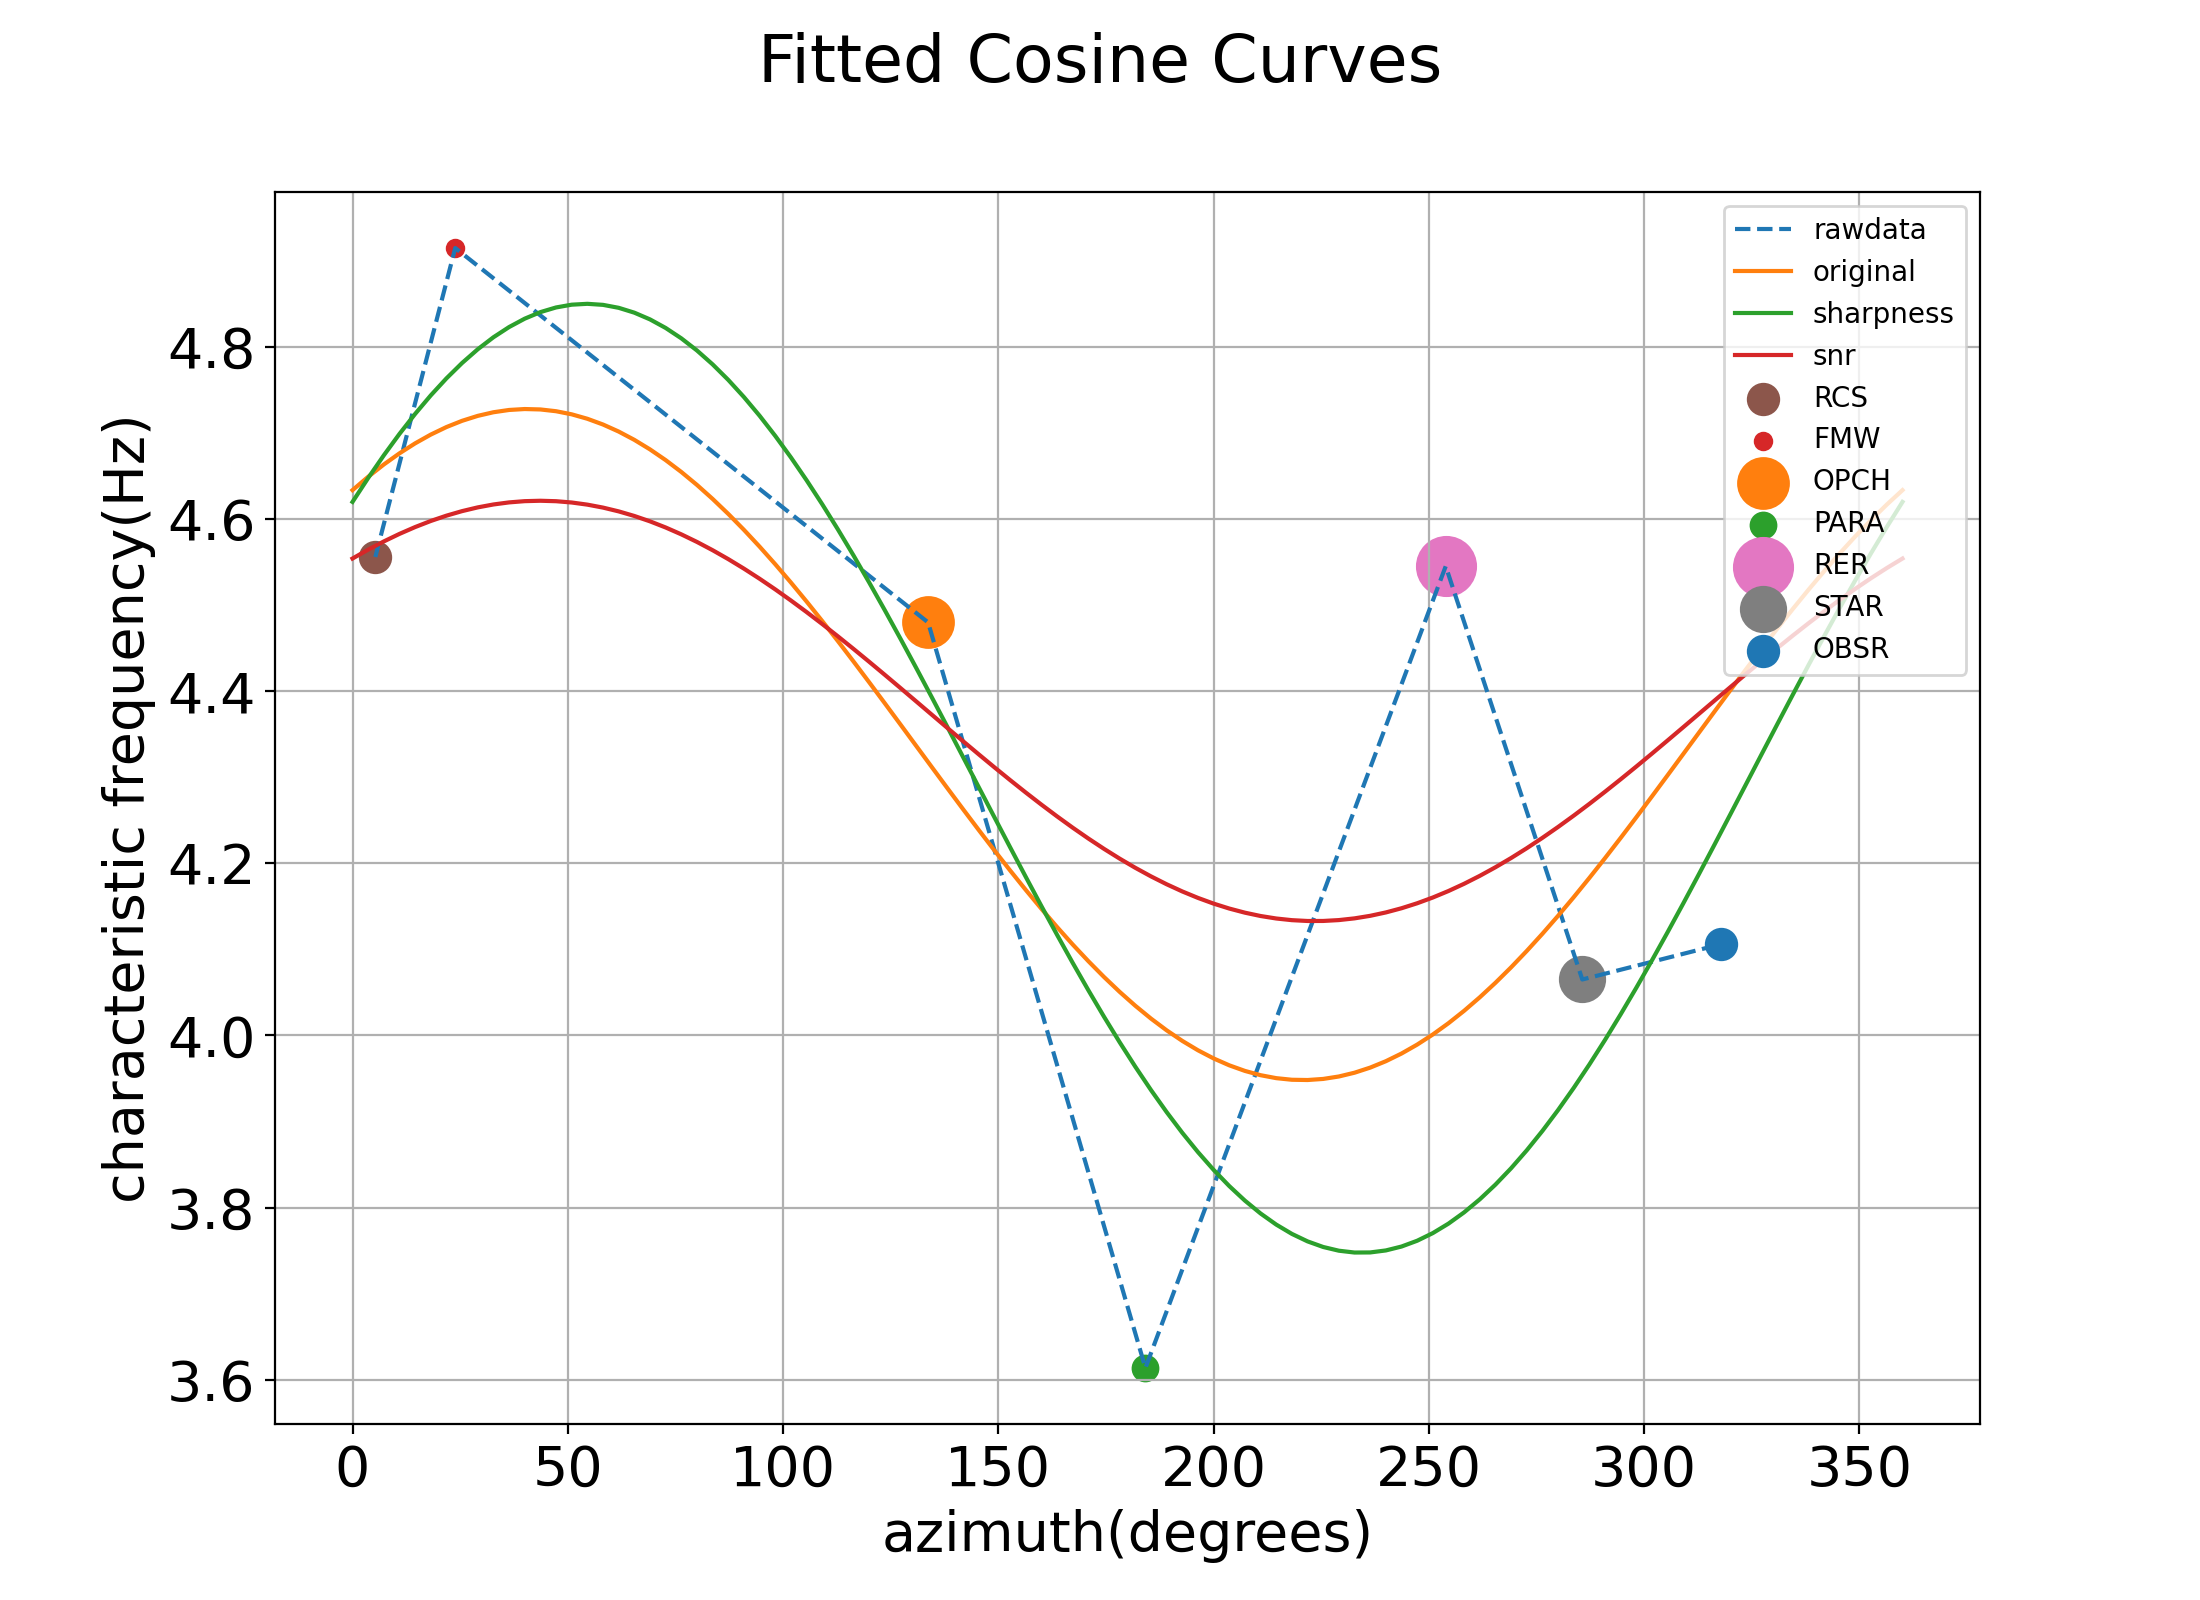 Fitted Cosine Curves
characteristic frequency(Hz)
4.8
4.6
4.4
4.2
4.0
3.8
3.6
rawdata
original
sharpness
snr
RCS
FMW
OPCH
PARA
RER
STAR
OBSR
0 50 100 150 200 250 300 350
azimuth(degrees)